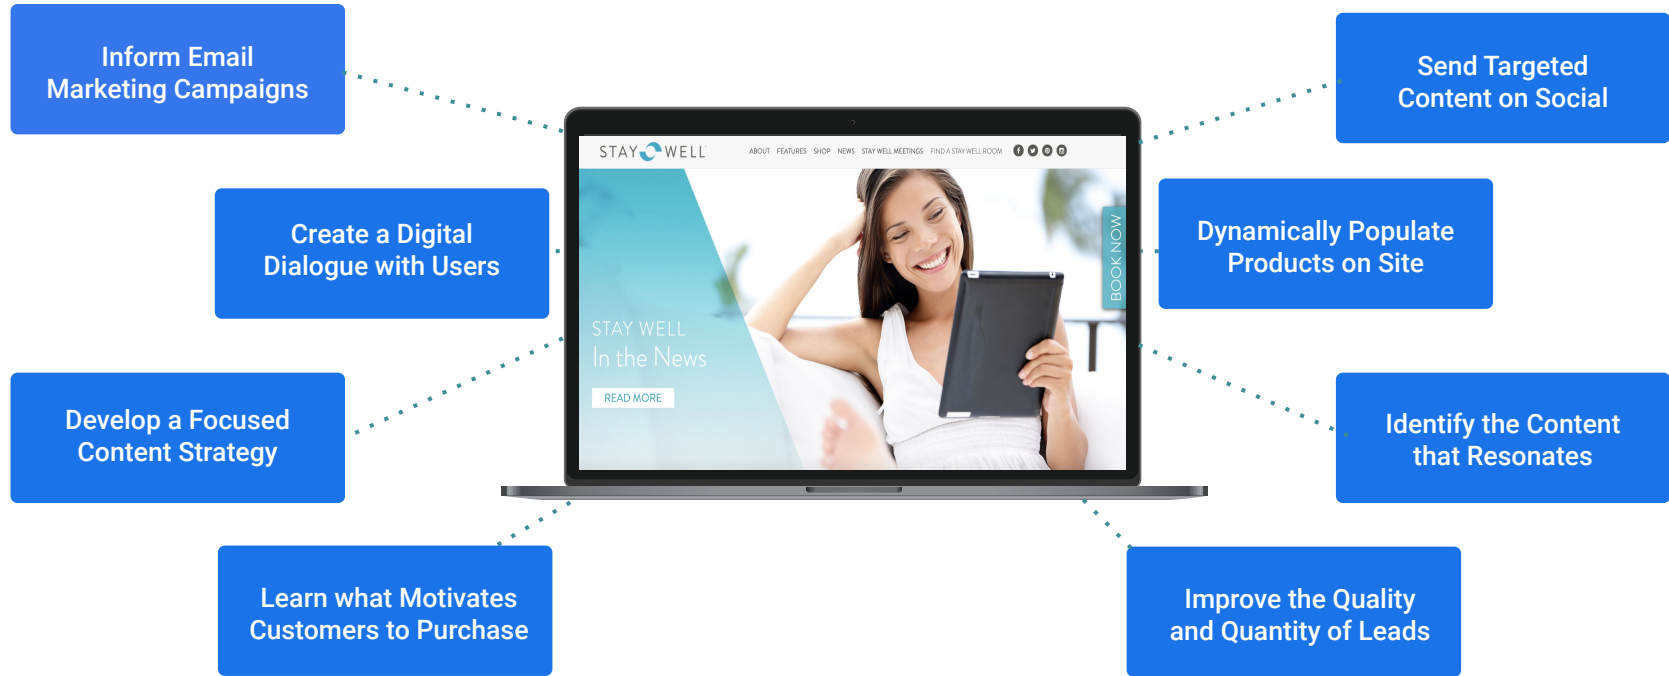 Inform Email
Marketing Campaigns
Send Targeted
Content on Social
STAY WELL
ABOUT FEATURES SHOP NEWS STAY WELL MEETINGS FIND A STAY WELL ROOM
Create a Digital
Dialogue with Users
Dynamically Populate
Products on Site
BOOK NOW
STAY WELL
In the News
READ MORE
Develop a Focused
Content Strategy
Identify the Content
that Resonates
Learn what Motivates
Customers to Purchase
Improve the Quality
and Quantity of Leads